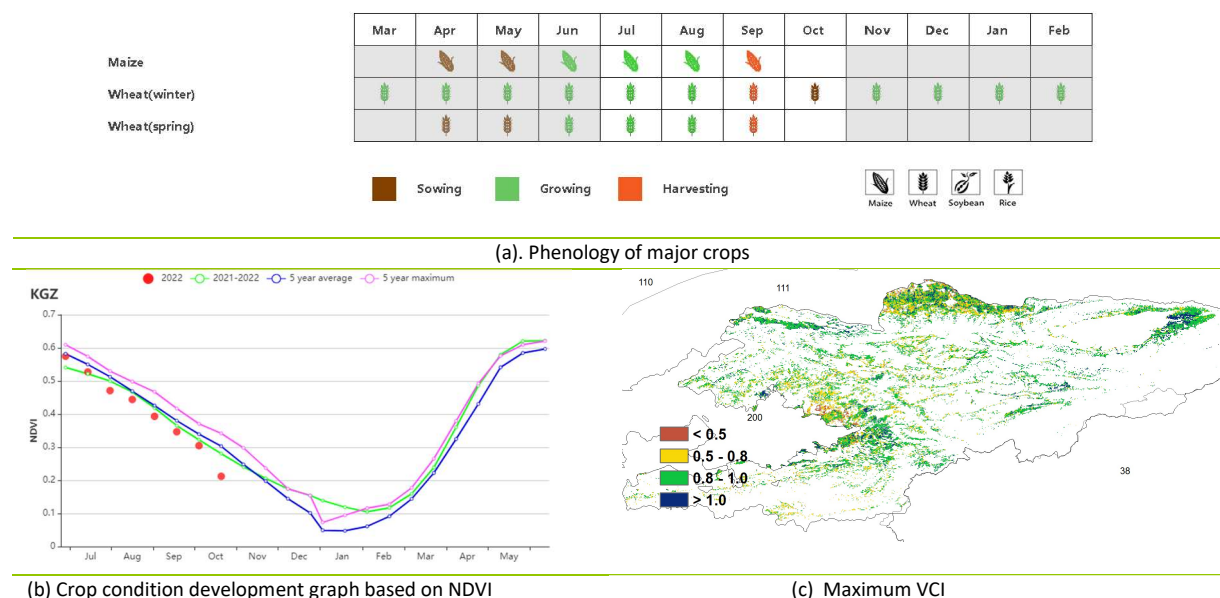 Mar Apr May Jun Jul Aug Sep Oct Nov Dec Jan Feb
Maize
Wheat(winter)
Wheat(spring)
Sowing Growing Harvesting
Maize Wheat Soybean Rice
(a). Phenology of major crops
2022 2021-2022 5 year average 5 year maximum
KGZ
0.7
0.6
0.5
0.4
0.3
0.2
0.1
0
NDVI
Jul Aug Sep Oct Nov Dec Jan Feb Mar Apr May
110
111
200
38
< 0.5
0.5 - 0.8
0.8 - 1.0
> 1.0
(b) Crop condition development graph based on NDVI
(c) Maximum VCI